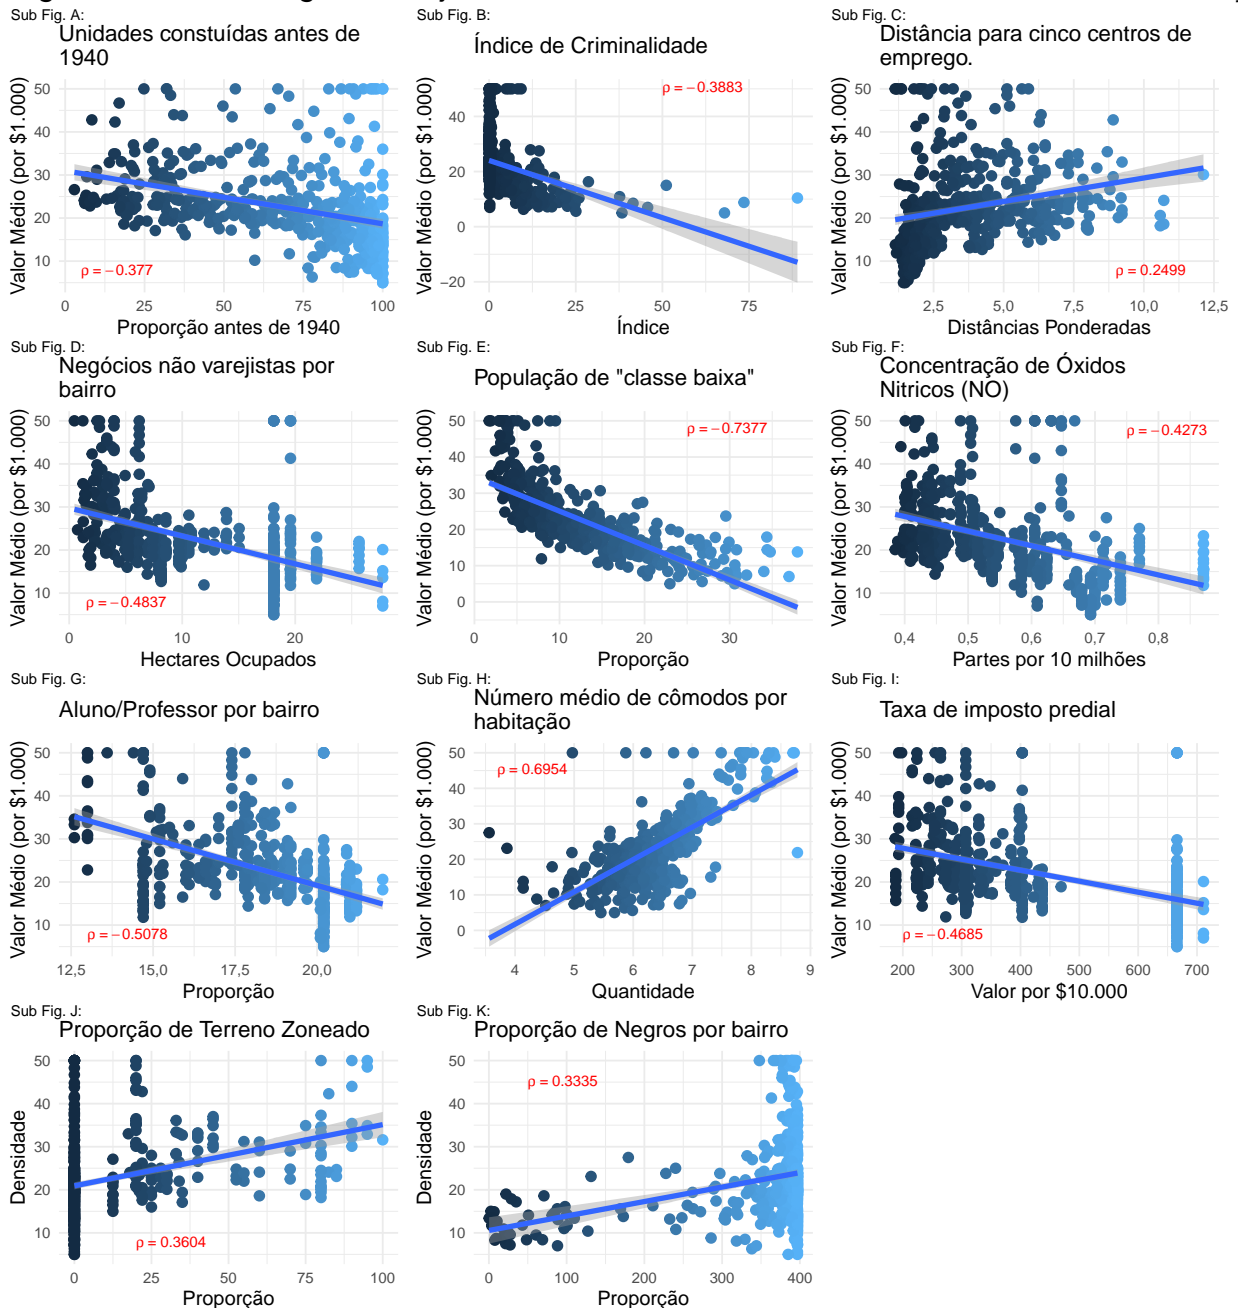 Sub Fig. A:
Unidades constuídas antes de
1940
Valor Médio (por $1.000)
50
40
30
20
10
ρ = −0.377
0 25 50 75 100
Proporção antes de 1940
Sub Fig. B:
Índice de Criminalidade
Valor Médio (por $1.000)
40
20
0
−20
ρ = −0.3883
0 25 50 75
Índice
Sub Fig. C:
Distância para cinco centros de
emprego.
Valor Médio (por $1.000)
50
40
30
20
10
ρ = 0.2499
2,5 5,0 7,5 10,0 12,5
Distâncias Ponderadas
Sub Fig. D:
Negócios não varejistas por
bairro
Valor Médio (por $1.000)
50
40
30
20
10
ρ = −0.4837
0 10 20
Hectares Ocupados
Sub Fig. E:
População de "classe baixa"
Valor Médio (por $1.000)
50
40
30
20
10
0
ρ = −0.7377
0 10 20 30
Proporção
Sub Fig. F:
Concentração de Óxidos
Nitricos (NO)
Valor Médio (por $1.000)
50
40
30
20
10
ρ = −0.4273
0,4 0,5 0,6 0,7 0,8
Partes por 10 milhões
Sub Fig. G:
Aluno/Professor por bairro
Valor Médio (por $1.000)
50
40
30
20
10
ρ = −0.5078
12,5 15,0 17,5 20,0
Proporção
Sub Fig. H:
Número médio de cômodos por
habitação
Valor Médio (por $1.000)
50
40
30
20
10
0
ρ = 0.6954
4 5 6 7 8 9
Quantidade
Sub Fig. I:
Taxa de imposto predial
Valor Médio (por $1.000)
50
40
30
20
10
ρ = −0.4685
200 300 400 500 600 700
Valor por $10.000
Sub Fig. J:
Proporção de Terreno Zoneado
Densidade
50
40
30
20
10
ρ = 0.3604
0 25 50 75 100
Proporção
Sub Fig. K:
Proporção de Negros por bairro
Densidade
50
40
30
20
10
ρ = 0.3335
0 100 200 300 400
Proporção